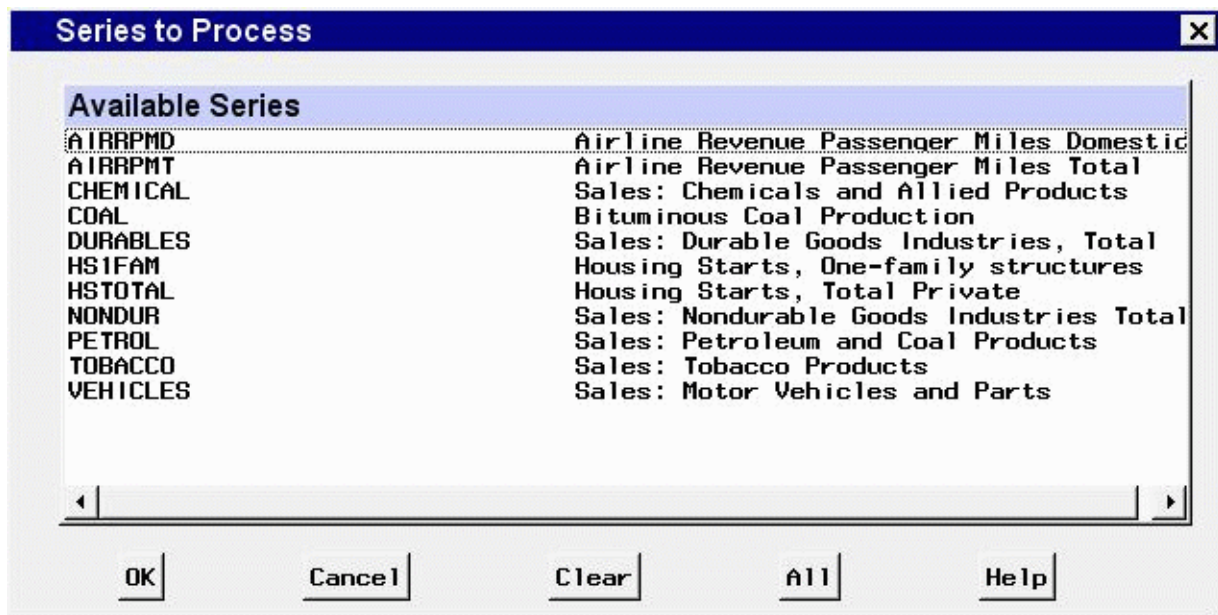 Series to Process
Available Series
AIRRPMD Airline Revenue Passenger Miles Domestic
AIRRPMT Airline Revenue Passenger Miles Total
CHEMICAL Sales: Chemicals and Allied Products
COAL Bituminous Coal Production
DURABLES Sales: Durable Goods Industries, Total
HS1FAM Housing Starts, One-family structures
HSTOTAL Housing Starts, Total Private
NONDUR Sales: Nondurable Goods Industries Total
PETROL Sales: Petroleum and Coal Products
TOBACCO Sales: Tobacco Products
VEHICLES Sales: Motor Vehicles and Parts
OK Cancel Clear All Help